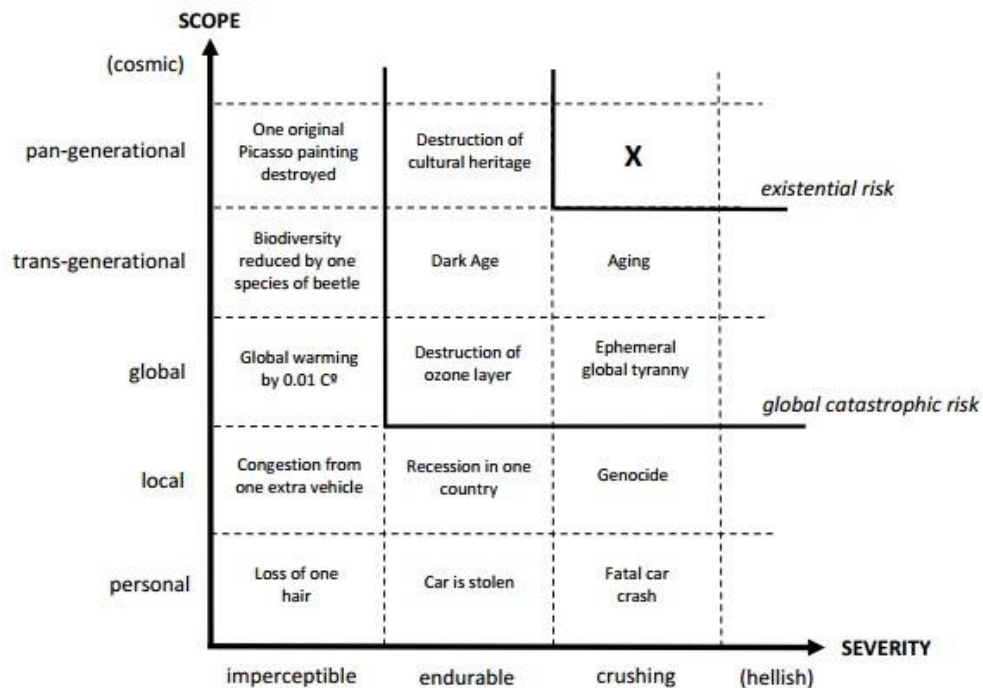 SCOPE
(cosmic)
pan-generational
One original
Picasso painting
destroyed
Destruction of
cultural heritage
X
existential risk
trans-generational
Biodiversity
reduced by one
species of beetle
Dark Age
Aging
global
Global warming
by 0.01 Cº
Destruction of
ozone layer
Ephemeral
global tyranny
global catastrophic risk
local
Congestion from
one extra vehicle
Recession in one
country
Genocide
personal
Loss of one
hair
Car is stolen
Fatal car
crash
SEVERITY
imperceptible
endurable
crushing
(hellish)